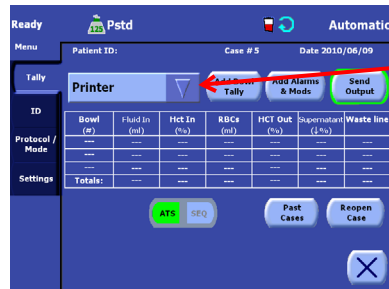 Ready 125 Pstd Automatic
Menu Patient ID: Case # 5 Date 2010/06/09
Tally
Printer Add Bowl Tally Add Alarms & Mods Send Output
ID
Protocol / Mode
Settings
Bowl (#) Fluid In (ml) Hct In (%) RBCs (ml) HCT Out (%) Supernatant (↓%) Waste line
--- --- --- --- --- --- ---
--- --- --- --- --- --- ---
--- --- --- --- --- --- ---
Totals: --- --- --- --- --- ---
ATS SEQ Past Cases Reopen Case
X